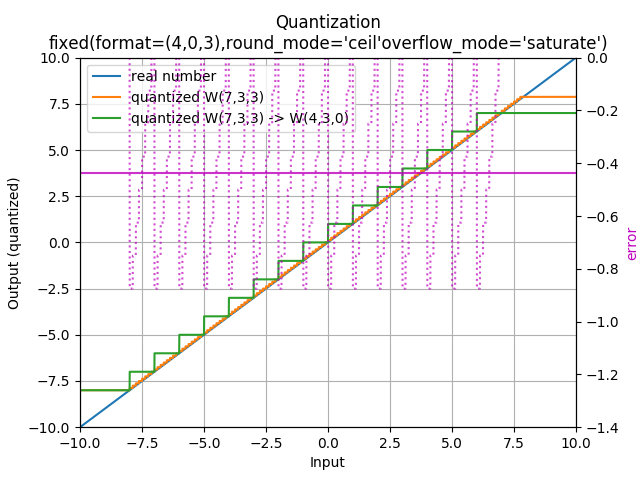 Quantization
fixed(format=(4,0,3),round_mode='ceil'overflow_mode='saturate')
real number
quantized W(7,3,3)
quantized W(7,3,3) -> W(4,3,0)
Output (quantized)
10.0
7.5
5.0
2.5
0.0
−2.5
−5.0
−7.5
−10.0
0.0
−0.2
−0.4
−0.6
−0.8
−1.0
−1.2
−1.4
error
−10.0 −7.5 −5.0 −2.5 0.0 2.5 5.0 7.5 10.0
Input